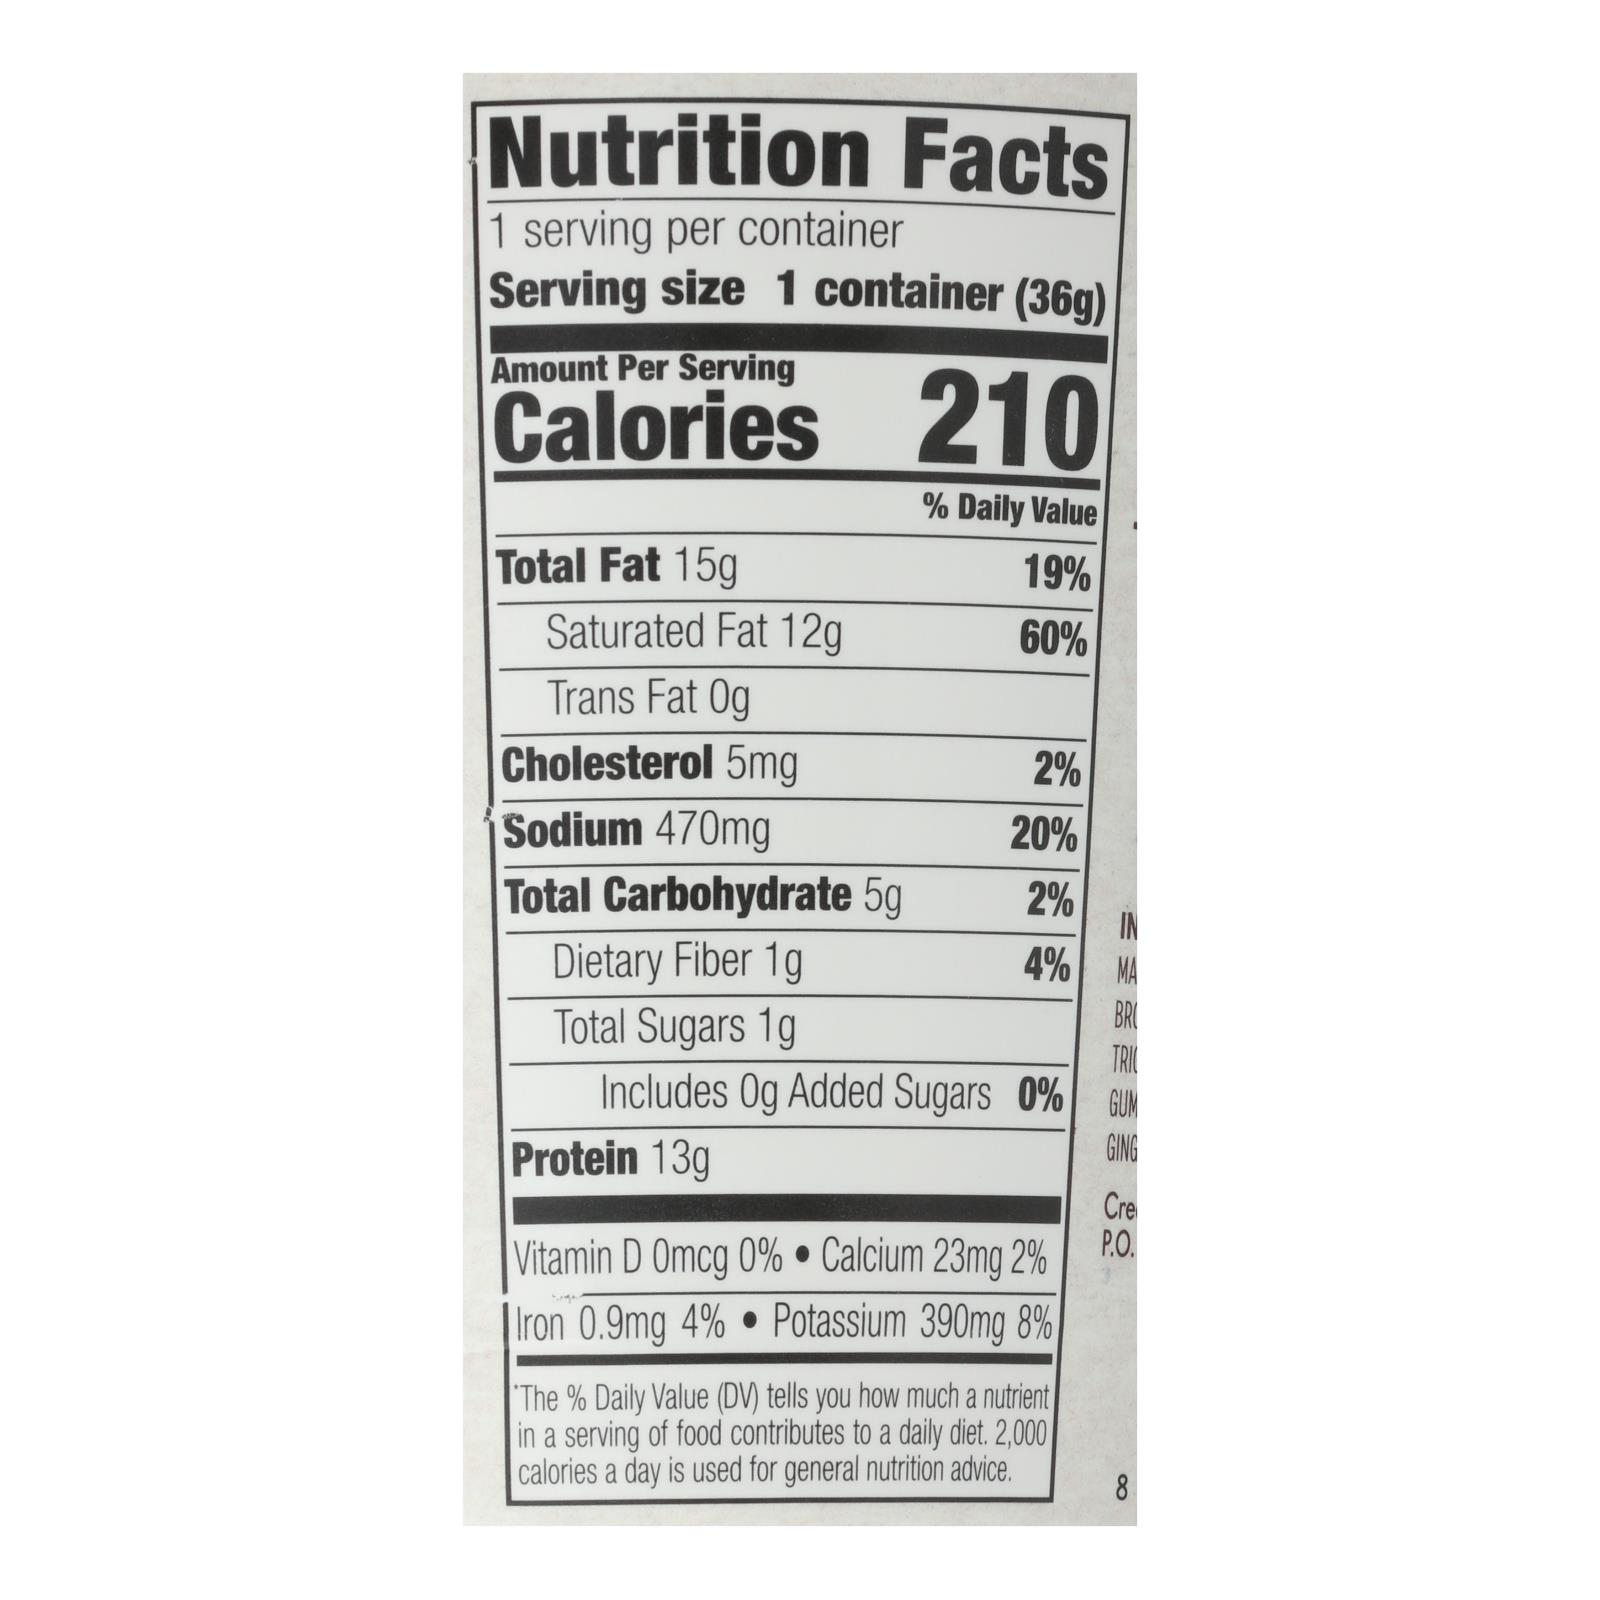 Nutrition Facts
1 serving per container
Serving size 1 container (36g)
Amount Per Serving
Calories 210
% Daily Value
Total Fat 15g 19%
Saturated Fat 12g 60%
Trans Fat 0g
Cholesterol 5mg 2%
Sodium 470mg 20%
Total Carbohydrate 5g 2%
Dietary Fiber 1g 4%
Total Sugars 1g
Includes 0g Added Sugars 0%
Protein 13g
Vitamin D 0mcg 0% • Calcium 23mg 2%
Iron 0.9mg 4% • Potassium 390mg 8%
*The % Daily Value (DV) tells you how much a nutrient
in a serving of food contributes to a daily diet. 2,000
calories a day is used for general nutrition advice.
P.O.
8